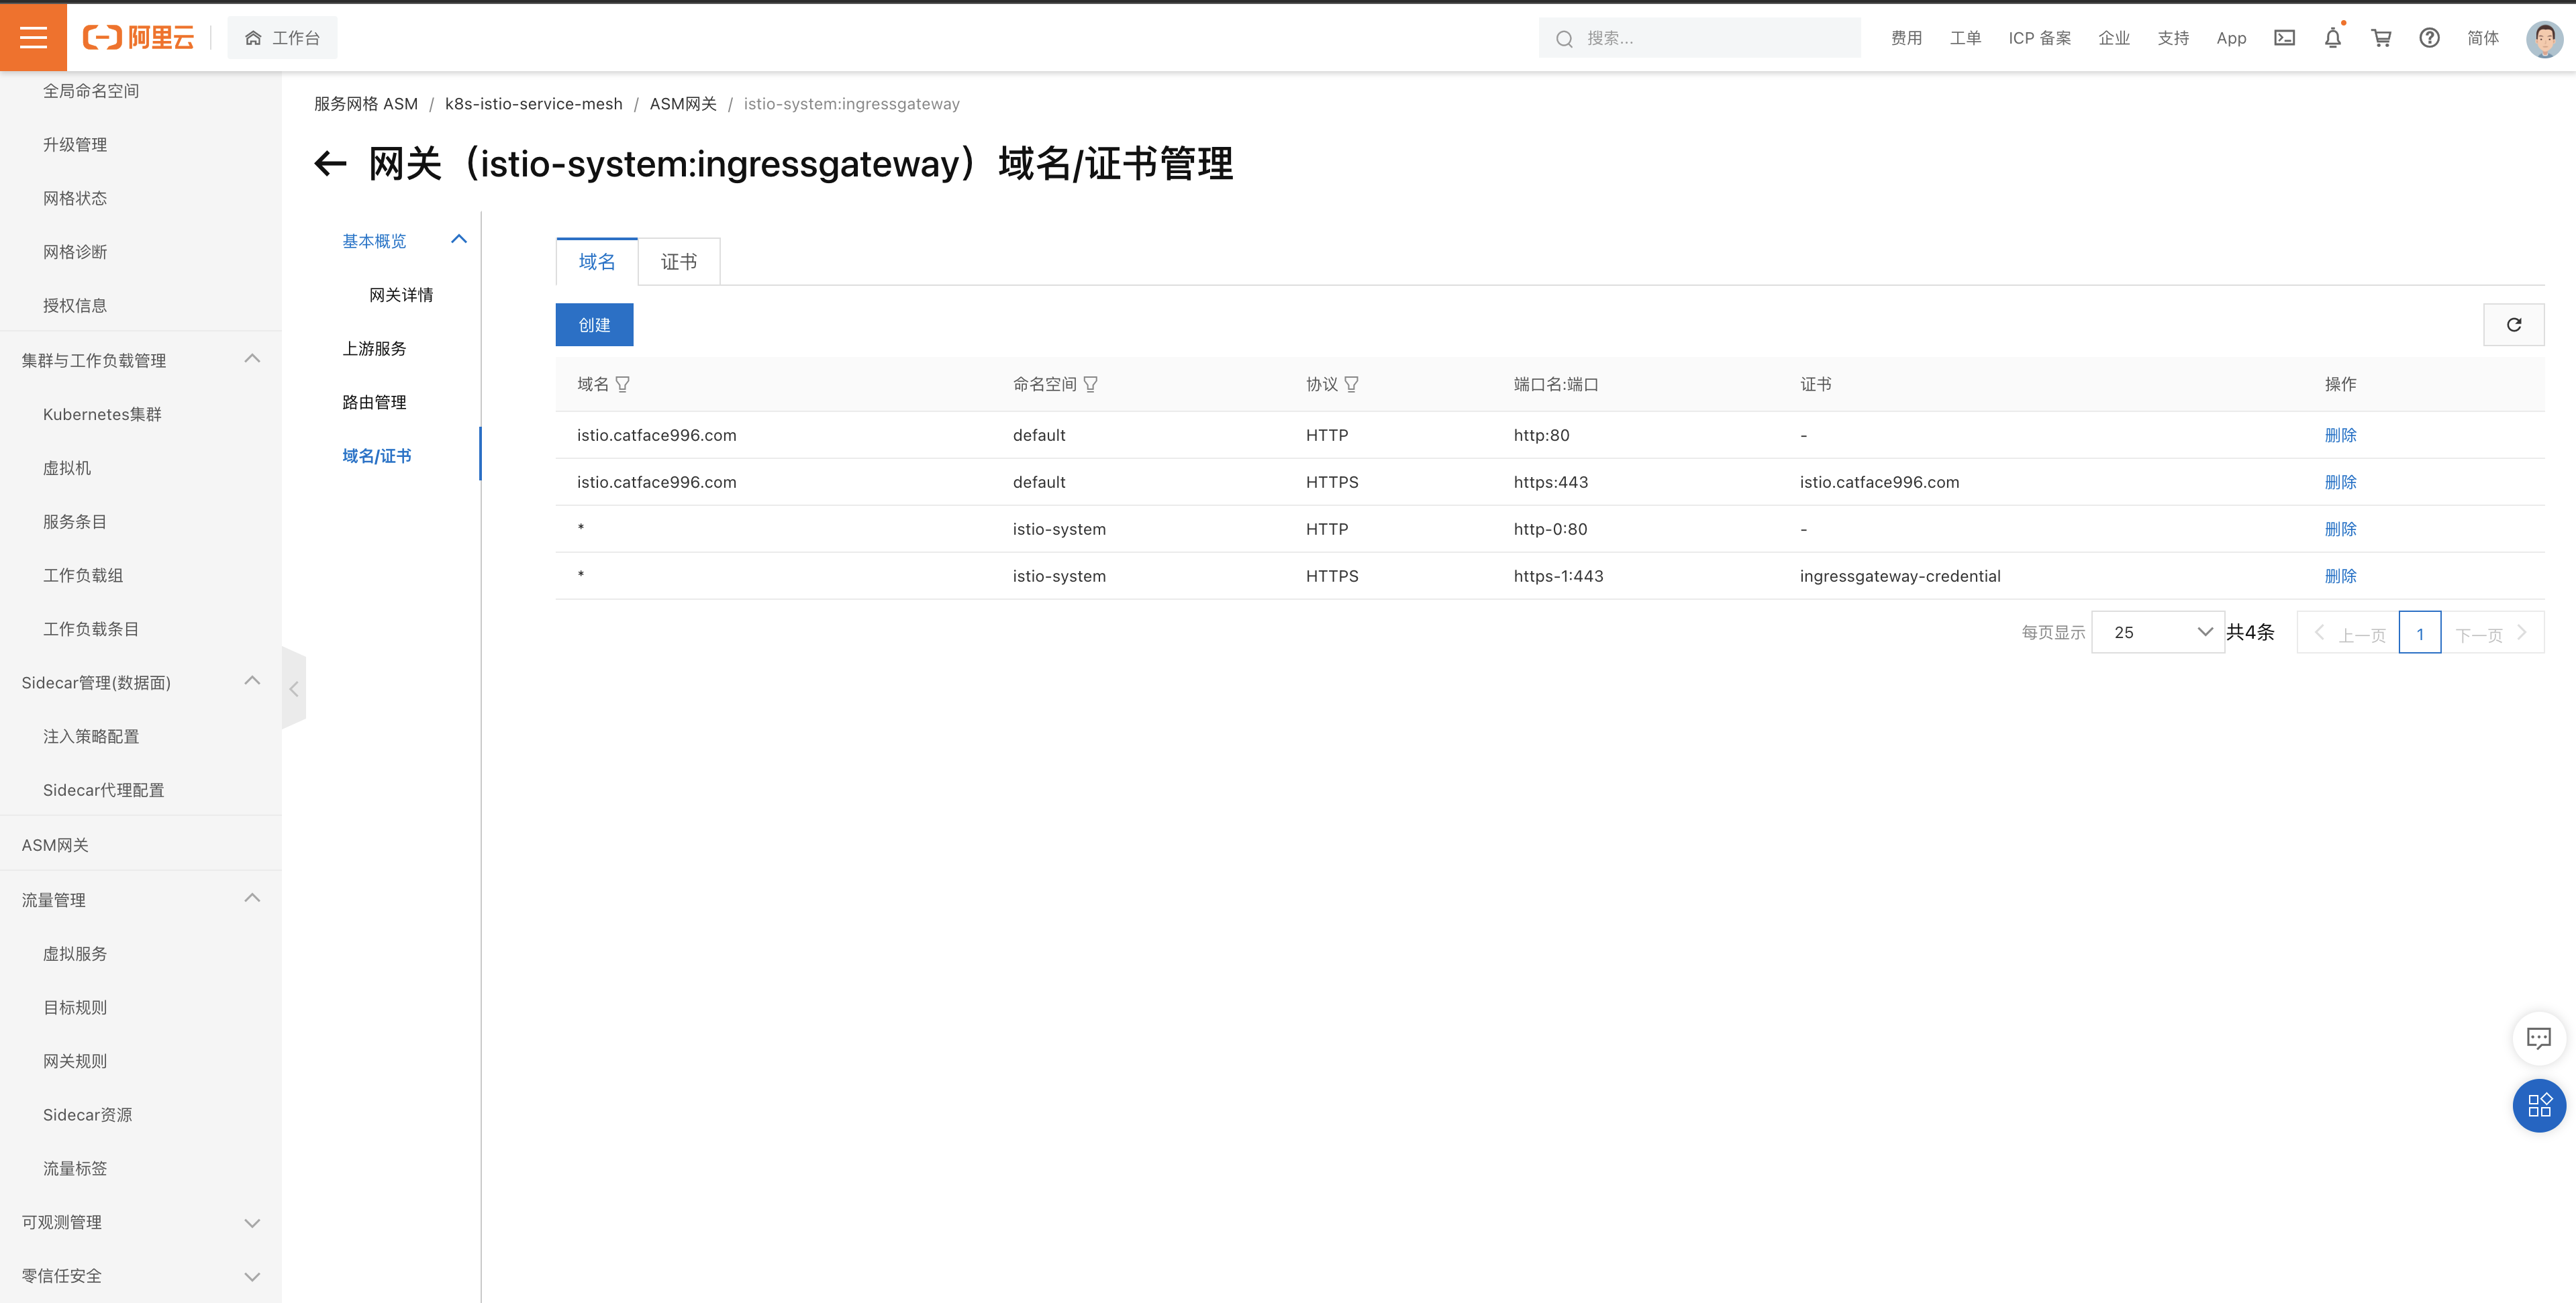 阿里云
工作台
搜索...
费用
工单
ICP 备案
企业
支持
App
简体
全局命名空间
升级管理
网格状态
网格诊断
授权信息
集群与工作负载管理
Kubernetes集群
虚拟机
服务条目
工作负载组
工作负载条目
Sidecar管理(数据面)
注入策略配置
Sidecar代理配置
ASM网关
流量管理
虚拟服务
目标规则
网关规则
Sidecar资源
流量标签
可观测管理
零信任安全
服务网格 ASM / k8s-istio-service-mesh / ASM网关 / istio-system:ingressgateway
网关（istio-system:ingressgateway）域名/证书管理
基本概览
网关详情
上游服务
路由管理
域名/证书
域名 证书
创建
域名 命名空间 协议 端口名:端口 证书 操作
istio.catface996.com default HTTP http:80 - 删除
istio.catface996.com default HTTPS https:443 istio.catface996.com 删除
* istio-system HTTP http-0:80 - 删除
* istio-system HTTPS https-1:443 ingressgateway-credential 删除
每页显示 25 共4条 上一页 1 下一页